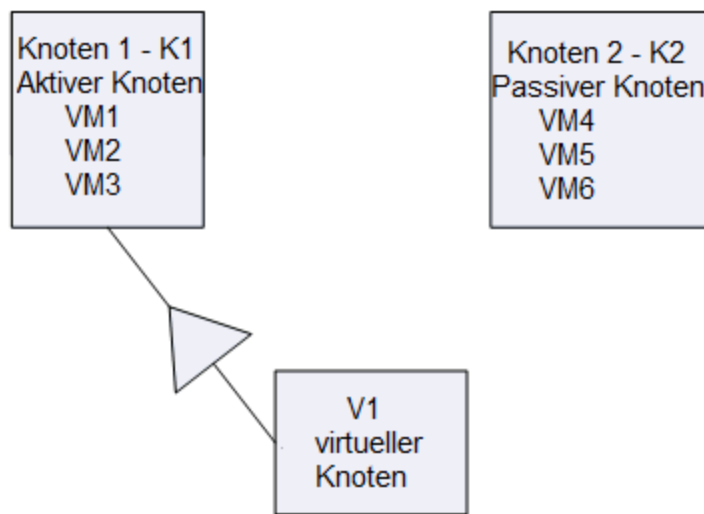 Knoten 1 - K1
Aktiver Knoten
VM1
VM2
VM3
Knoten 2 - K2
Passiver Knoten
VM4
VM5
VM6
V1
virtueller
Knoten